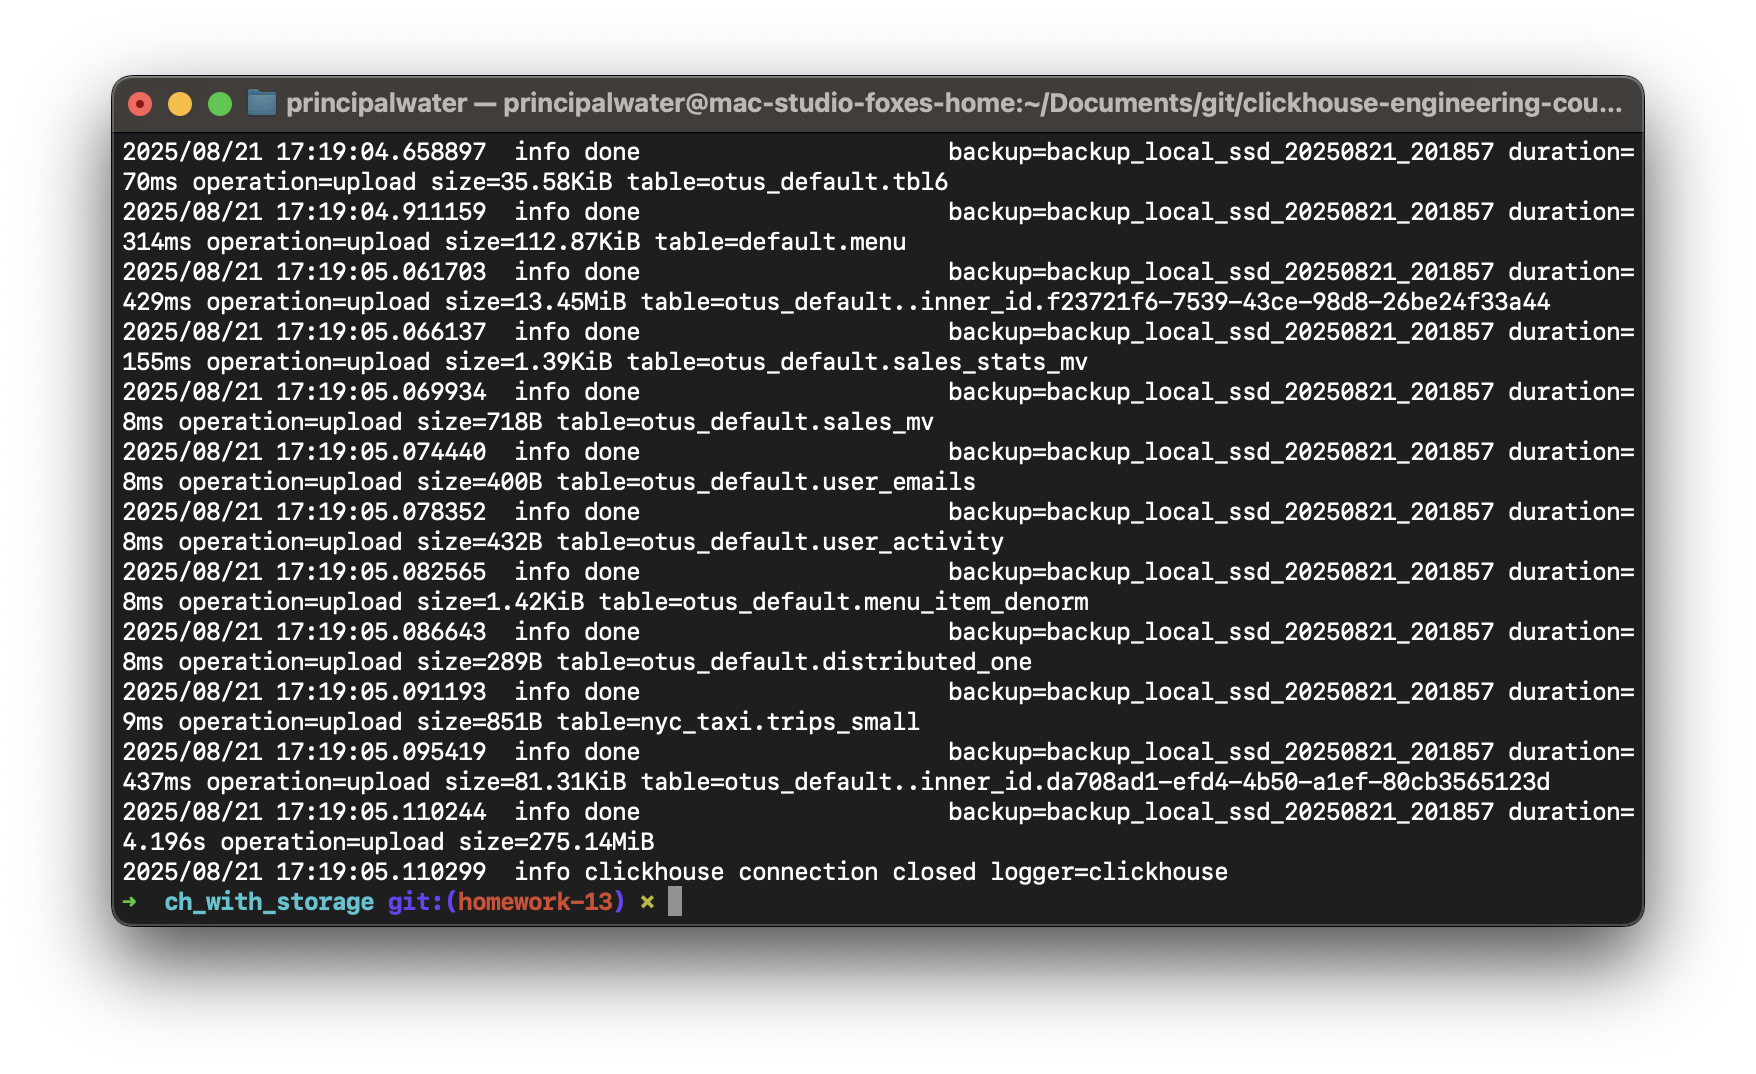 principalwater — principalwater@mac-studio-foxes-home:~/Documents/git/clickhouse-engineering-cou...
2025/08/21 17:19:04.658897  info done                      backup=backup_local_ssd_20250821_201857 duration=
70ms operation=upload size=35.58KiB table=otus_default.tbl6
2025/08/21 17:19:04.911159  info done                      backup=backup_local_ssd_20250821_201857 duration=
314ms operation=upload size=112.87KiB table=default.menu
2025/08/21 17:19:05.061703  info done                      backup=backup_local_ssd_20250821_201857 duration=
429ms operation=upload size=13.45MiB table=otus_default..inner_id.f23721f6-7539-43ce-98d8-26be24f33a44
2025/08/21 17:19:05.066137  info done                      backup=backup_local_ssd_20250821_201857 duration=
155ms operation=upload size=1.39KiB table=otus_default.sales_stats_mv
2025/08/21 17:19:05.069934  info done                      backup=backup_local_ssd_20250821_201857 duration=
8ms operation=upload size=718B table=otus_default.sales_mv
2025/08/21 17:19:05.074440  info done                      backup=backup_local_ssd_20250821_201857 duration=
8ms operation=upload size=400B table=otus_default.user_emails
2025/08/21 17:19:05.078352  info done                      backup=backup_local_ssd_20250821_201857 duration=
8ms operation=upload size=432B table=otus_default.user_activity
2025/08/21 17:19:05.082565  info done                      backup=backup_local_ssd_20250821_201857 duration=
8ms operation=upload size=1.42KiB table=otus_default.menu_item_denorm
2025/08/21 17:19:05.086643  info done                      backup=backup_local_ssd_20250821_201857 duration=
8ms operation=upload size=289B table=otus_default.distributed_one
2025/08/21 17:19:05.091193  info done                      backup=backup_local_ssd_20250821_201857 duration=
9ms operation=upload size=851B table=nyc_taxi.trips_small
2025/08/21 17:19:05.095419  info done                      backup=backup_local_ssd_20250821_201857 duration=
437ms operation=upload size=81.31KiB table=otus_default..inner_id.da708ad1-efd4-4b50-a1ef-80cb3565123d
2025/08/21 17:19:05.110244  info done                      backup=backup_local_ssd_20250821_201857 duration=
4.196s operation=upload size=275.14MiB
2025/08/21 17:19:05.110299  info clickhouse connection closed logger=clickhouse
➜  ch_with_storage git:(homework-13) ×